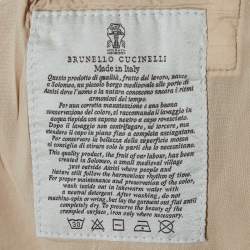 BRUNELLO CUCINELLI
Made in Italy
Questo prodotto di qualità, frutto del lavoro, nasce
a Solomeo, un piccolo borgo medioevale alle porte di
Assisi dove l'uomo e la natura conoscono ancora i ritmi
armoniosi del tempo.
Per una corretta manutenzione e una buona
conservazione del colore, si raccomanda il lavaggio in
acqua tiepida con sapone neutro a capo rovesciato.
Dopo il lavaggio non centrifugare, nè torcere, ma
stendere il capo in piano fino a completa asciugatura.
Per conservare la bellezza della superficie mossa
si consiglia di stirare solo le parti che lo necessitano.
This quality product, the fruit of our labour, has been
created in Solomeo, a small medieval village
just outside Assisi where people and
nature still follow the harmonious rhythm of time.
For proper maintenance and preservation of the color,
wash inside out in lukewarm water with
a neutral detergent. After washing, do not
machine-spin or wring, but lay the garment out flat until
completely dry. To preserve the beauty of the
crumpled surface, iron only where necessary.
30